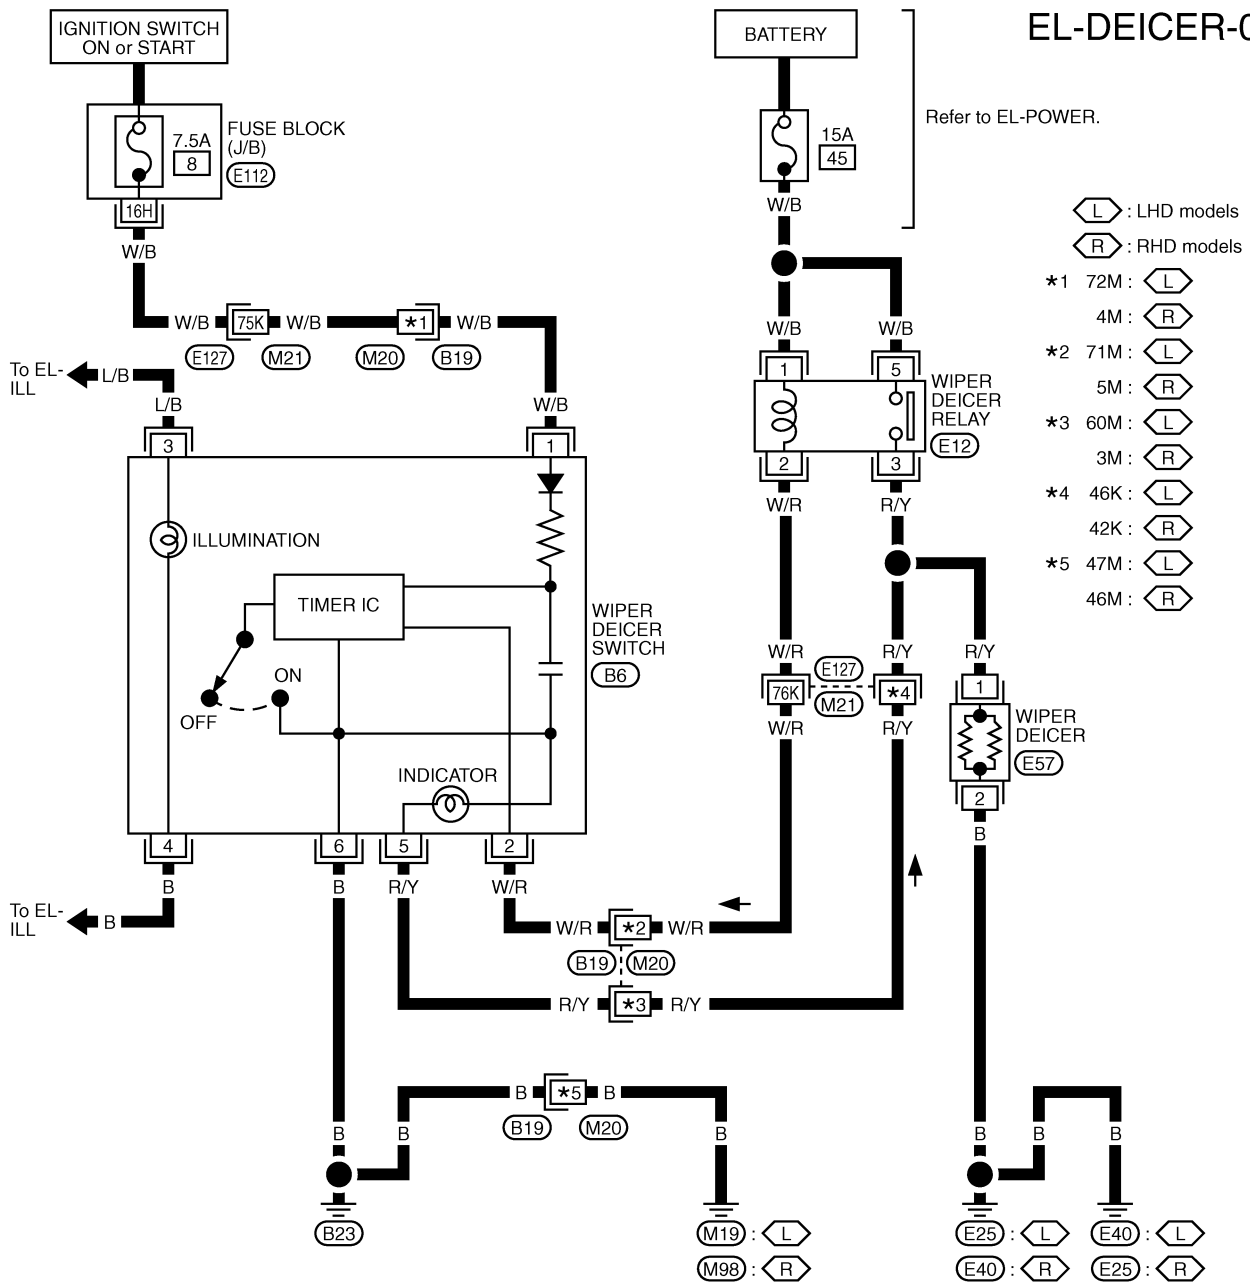 IGNITION SWITCH
ON or START
BATTERY
EL-DEICER-0
7.5A
8
FUSE BLOCK
(J/B)
E112
16H
W/B
15A
45
Refer to EL-POWER.
W/B
L : LHD models
R : RHD models
*1 72M : L
4M : R
*2 71M : L
5M : R
*3 60M : L
3M : R
*4 46K : L
42K : R
*5 47M : L
46M : R
W/B 75K W/B *1 W/B
E127 M21 M20 B19
W/B W/B
1 5
WIPER
DEICER
RELAY
E12
2 3
W/R R/Y
To EL-
ILL
L/B
L/B
W/B
3 1
ILLUMINATION
TIMER IC
ON
OFF
INDICATOR
WIPER
DEICER
SWITCH
B6
W/R R/Y R/Y
E127
76K *4
M21
W/R R/Y
1
WIPER
DEICER
E57
2
B
4 6 5 2
B B R/Y W/R
To EL-
ILL
B
W/R *2 W/R
B19 M20
R/Y *3 R/Y
B *5 B
B19 M20
B B B B B B
B23
M19 : L
M98 : R
E25 : L
E40 : R
E40 : L
E25 : R